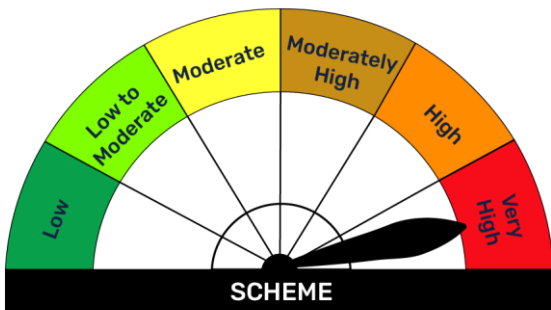 Low
Low to
Moderate
Moderate
Moderately
High
High
Very
High
SCHEME